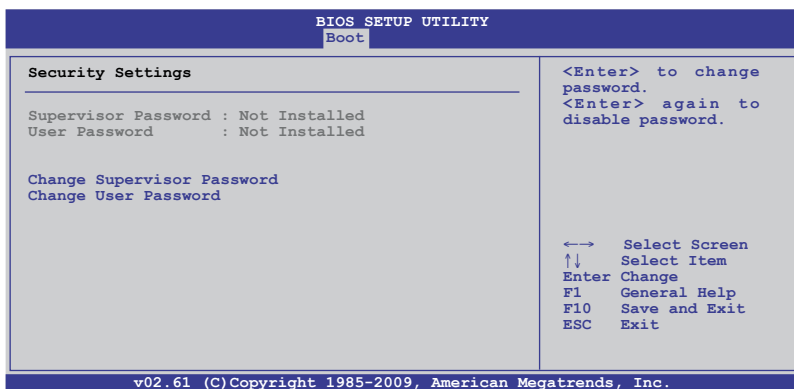 BIOS SETUP UTILITY
Boot
Security Settings
Supervisor Password : Not Installed
User Password : Not Installed
Change Supervisor Password
Change User Password
<Enter> to change
password.
<Enter> again to
disable password.
←→ Select Screen
↑↓ Select Item
Enter Change
F1 General Help
F10 Save and Exit
ESC Exit
v02.61 (C)Copyright 1985-2009, American Megatrends, Inc.